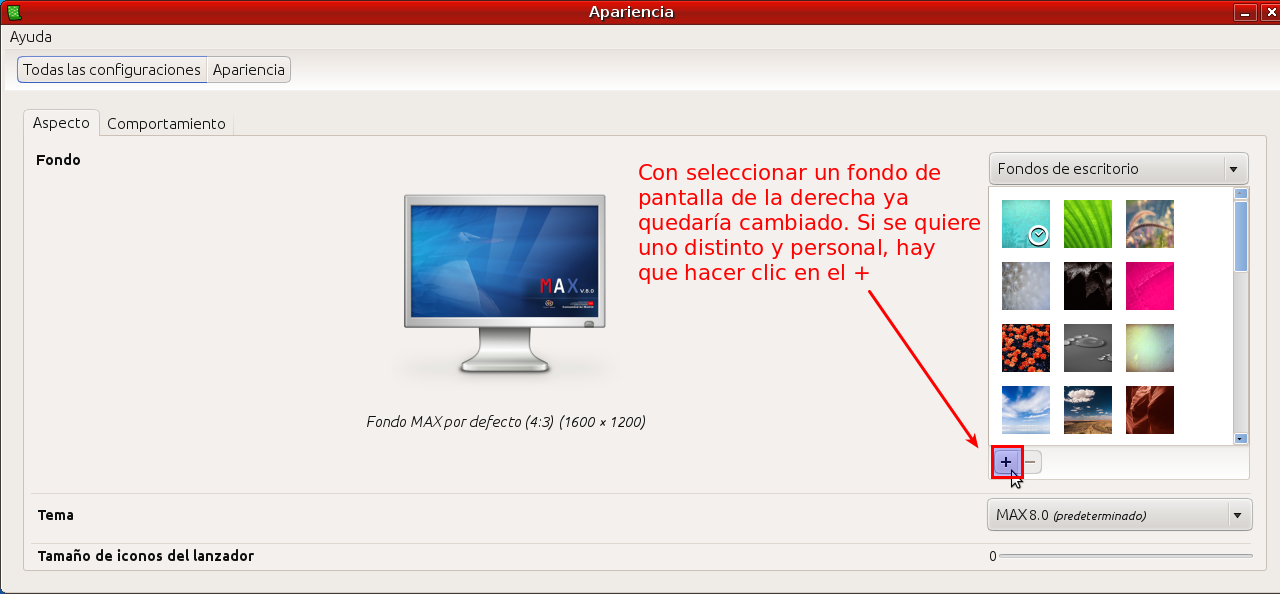 Apariencia
Ayuda
Todas las configuraciones
Apariencia
Aspecto
Comportamiento
Fondo
Con seleccionar un fondo de
pantalla de la derecha ya
quedaría cambiado. Si se quiere
uno distinto y personal, hay
que hacer clic en el +
Fondos de escritorio
MAX V.8.0
Fondo MAX por defecto (4:3) (1600 × 1200)
+ −
Tema
MAX 8.0 (predeterminado)
Tamaño de iconos del lanzador
0